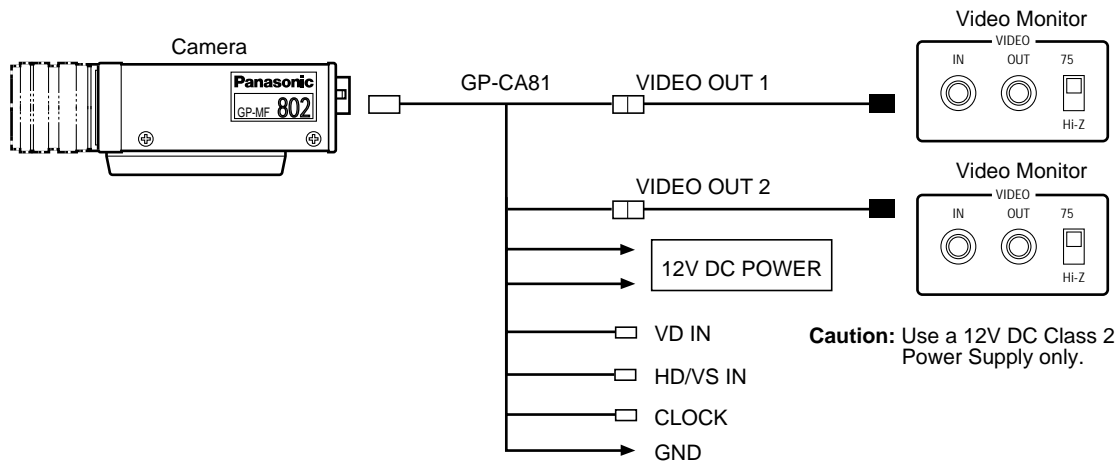 Camera
Panasonic
GP-MF 802
GP-CA81
VIDEO OUT 1
Video Monitor
VIDEO
IN OUT 75
Hi-Z
VIDEO OUT 2
Video Monitor
VIDEO
IN OUT 75
Hi-Z
12V DC POWER
VD IN
HD/VS IN
CLOCK
GND
Caution: Use a 12V DC Class 2
Power Supply only.